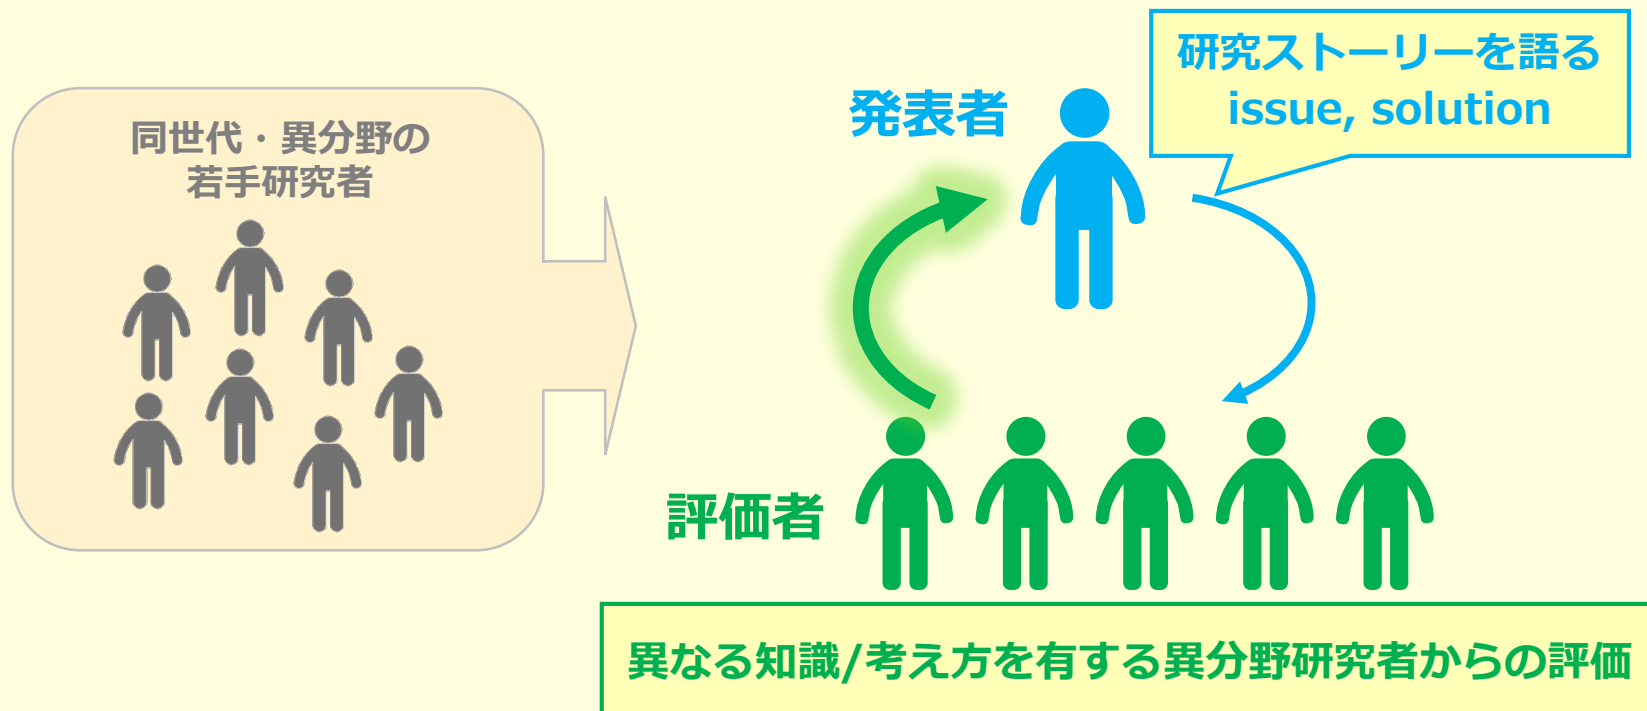 同世代・異分野の
若手研究者
発表者
研究ストーリーを語る
issue, solution
評価者
異なる知識/考え方を有する異分野研究者からの評価